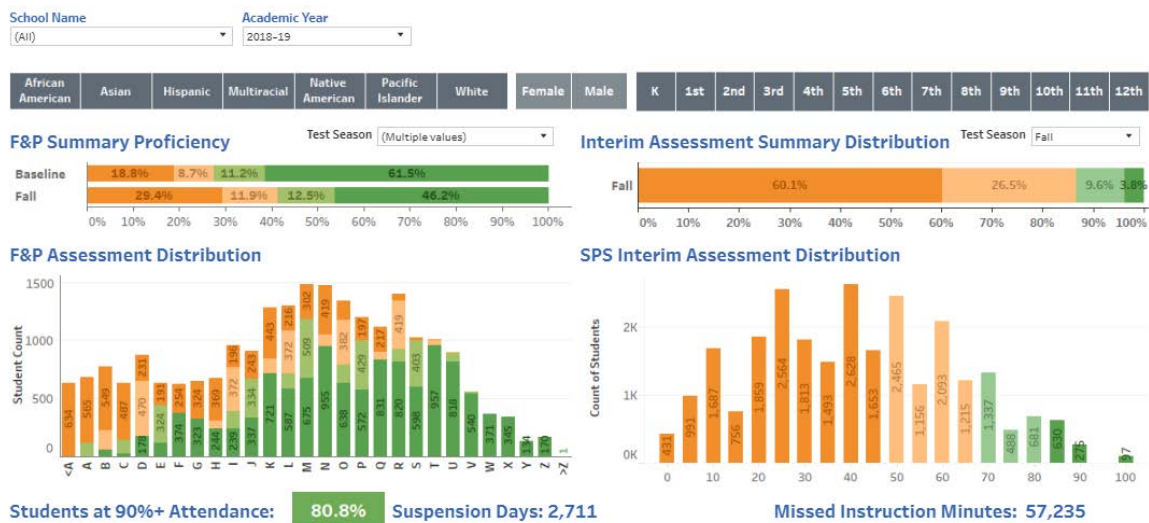 School Name
Academic Year
(All)
2018-19
African American
Asian
Hispanic
Multiracial
Native American
Pacific Islander
White
Female
Male
K
1st
2nd
3rd
4th
5th
6th
7th
8th
9th
10th
11th
12th
F&P Summary Proficiency
Test Season
(Multiple values)
Baseline
18.8%
8.7%
11.2%
61.5%
Fall
29.4%
11.9%
12.5%
46.2%
0% 10% 20% 30% 40% 50% 60% 70% 80% 90% 100%
Interim Assessment Summary Distribution
Test Season
Fall
Fall
60.1%
26.5%
9.6%
3.8%
0% 10% 20% 30% 40% 50% 60% 70% 80% 90% 100%
F&P Assessment Distribution
Student Count
1500
1000
500
0
634
585
549
487
231
470
178
191
324
254
374
324
323
369
244
196
372
239
243
334
337
443
721
216
372
587
302
509
675
419
955
382
638
197
429
572
217
831
419
820
403
598
957
818
540
371
345
134
170
1
<A A B C D E F G H I J K L M N O P Q R S T U V W X Y Z >Z
SPS Interim Assessment Distribution
Count of Students
2K
1K
0K
431
991
1,687
756
1,859
2,564
1,813
1,493
2,628
1,653
2,465
1,156
2,093
1,215
1,337
488
681
630
97
0 10 20 30 40 50 60 70 80 90 100
Students at 90%+ Attendance:
80.8%
Suspension Days: 2,711
Missed Instruction Minutes: 57,235